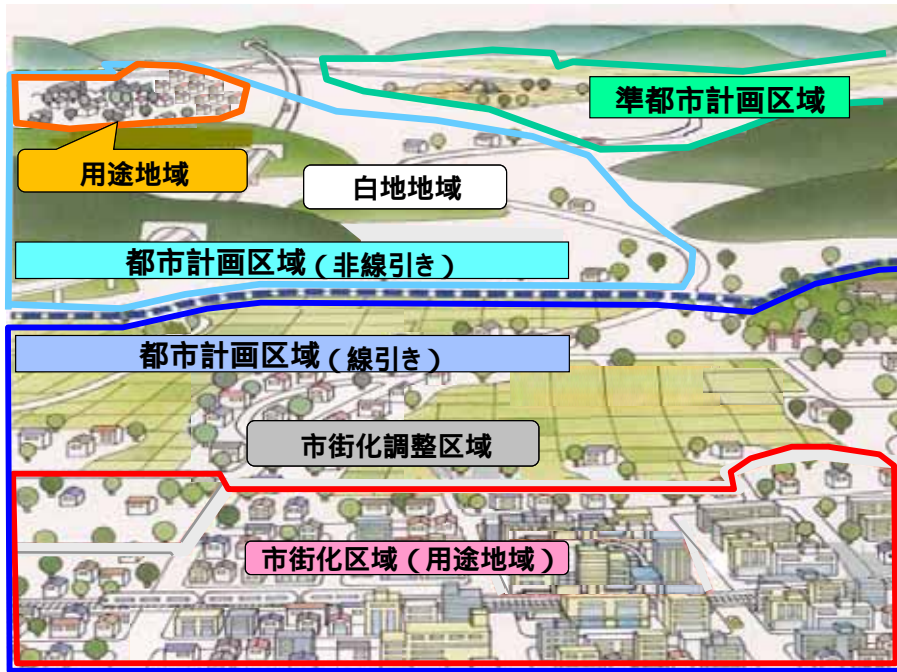 準都市計画区域
用途地域
白地地域
都市計画区域（非線引き）
都市計画区域（線引き）
市街化調整区域
市街化区域（用途地域）